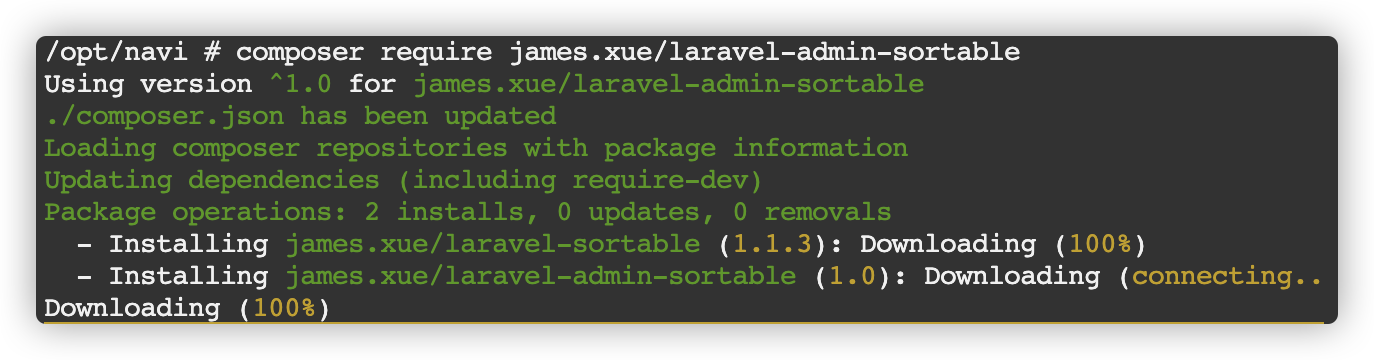 /opt/navi # composer require james.xue/laravel-admin-sortable
Using version ^1.0 for james.xue/laravel-admin-sortable
./composer.json has been updated
Loading composer repositories with package information
Updating dependencies (including require-dev)
Package operations: 2 installs, 0 updates, 0 removals
  - Installing james.xue/laravel-sortable (1.1.3): Downloading (100%)
  - Installing james.xue/laravel-admin-sortable (1.0): Downloading (connecting..
Downloading (100%)